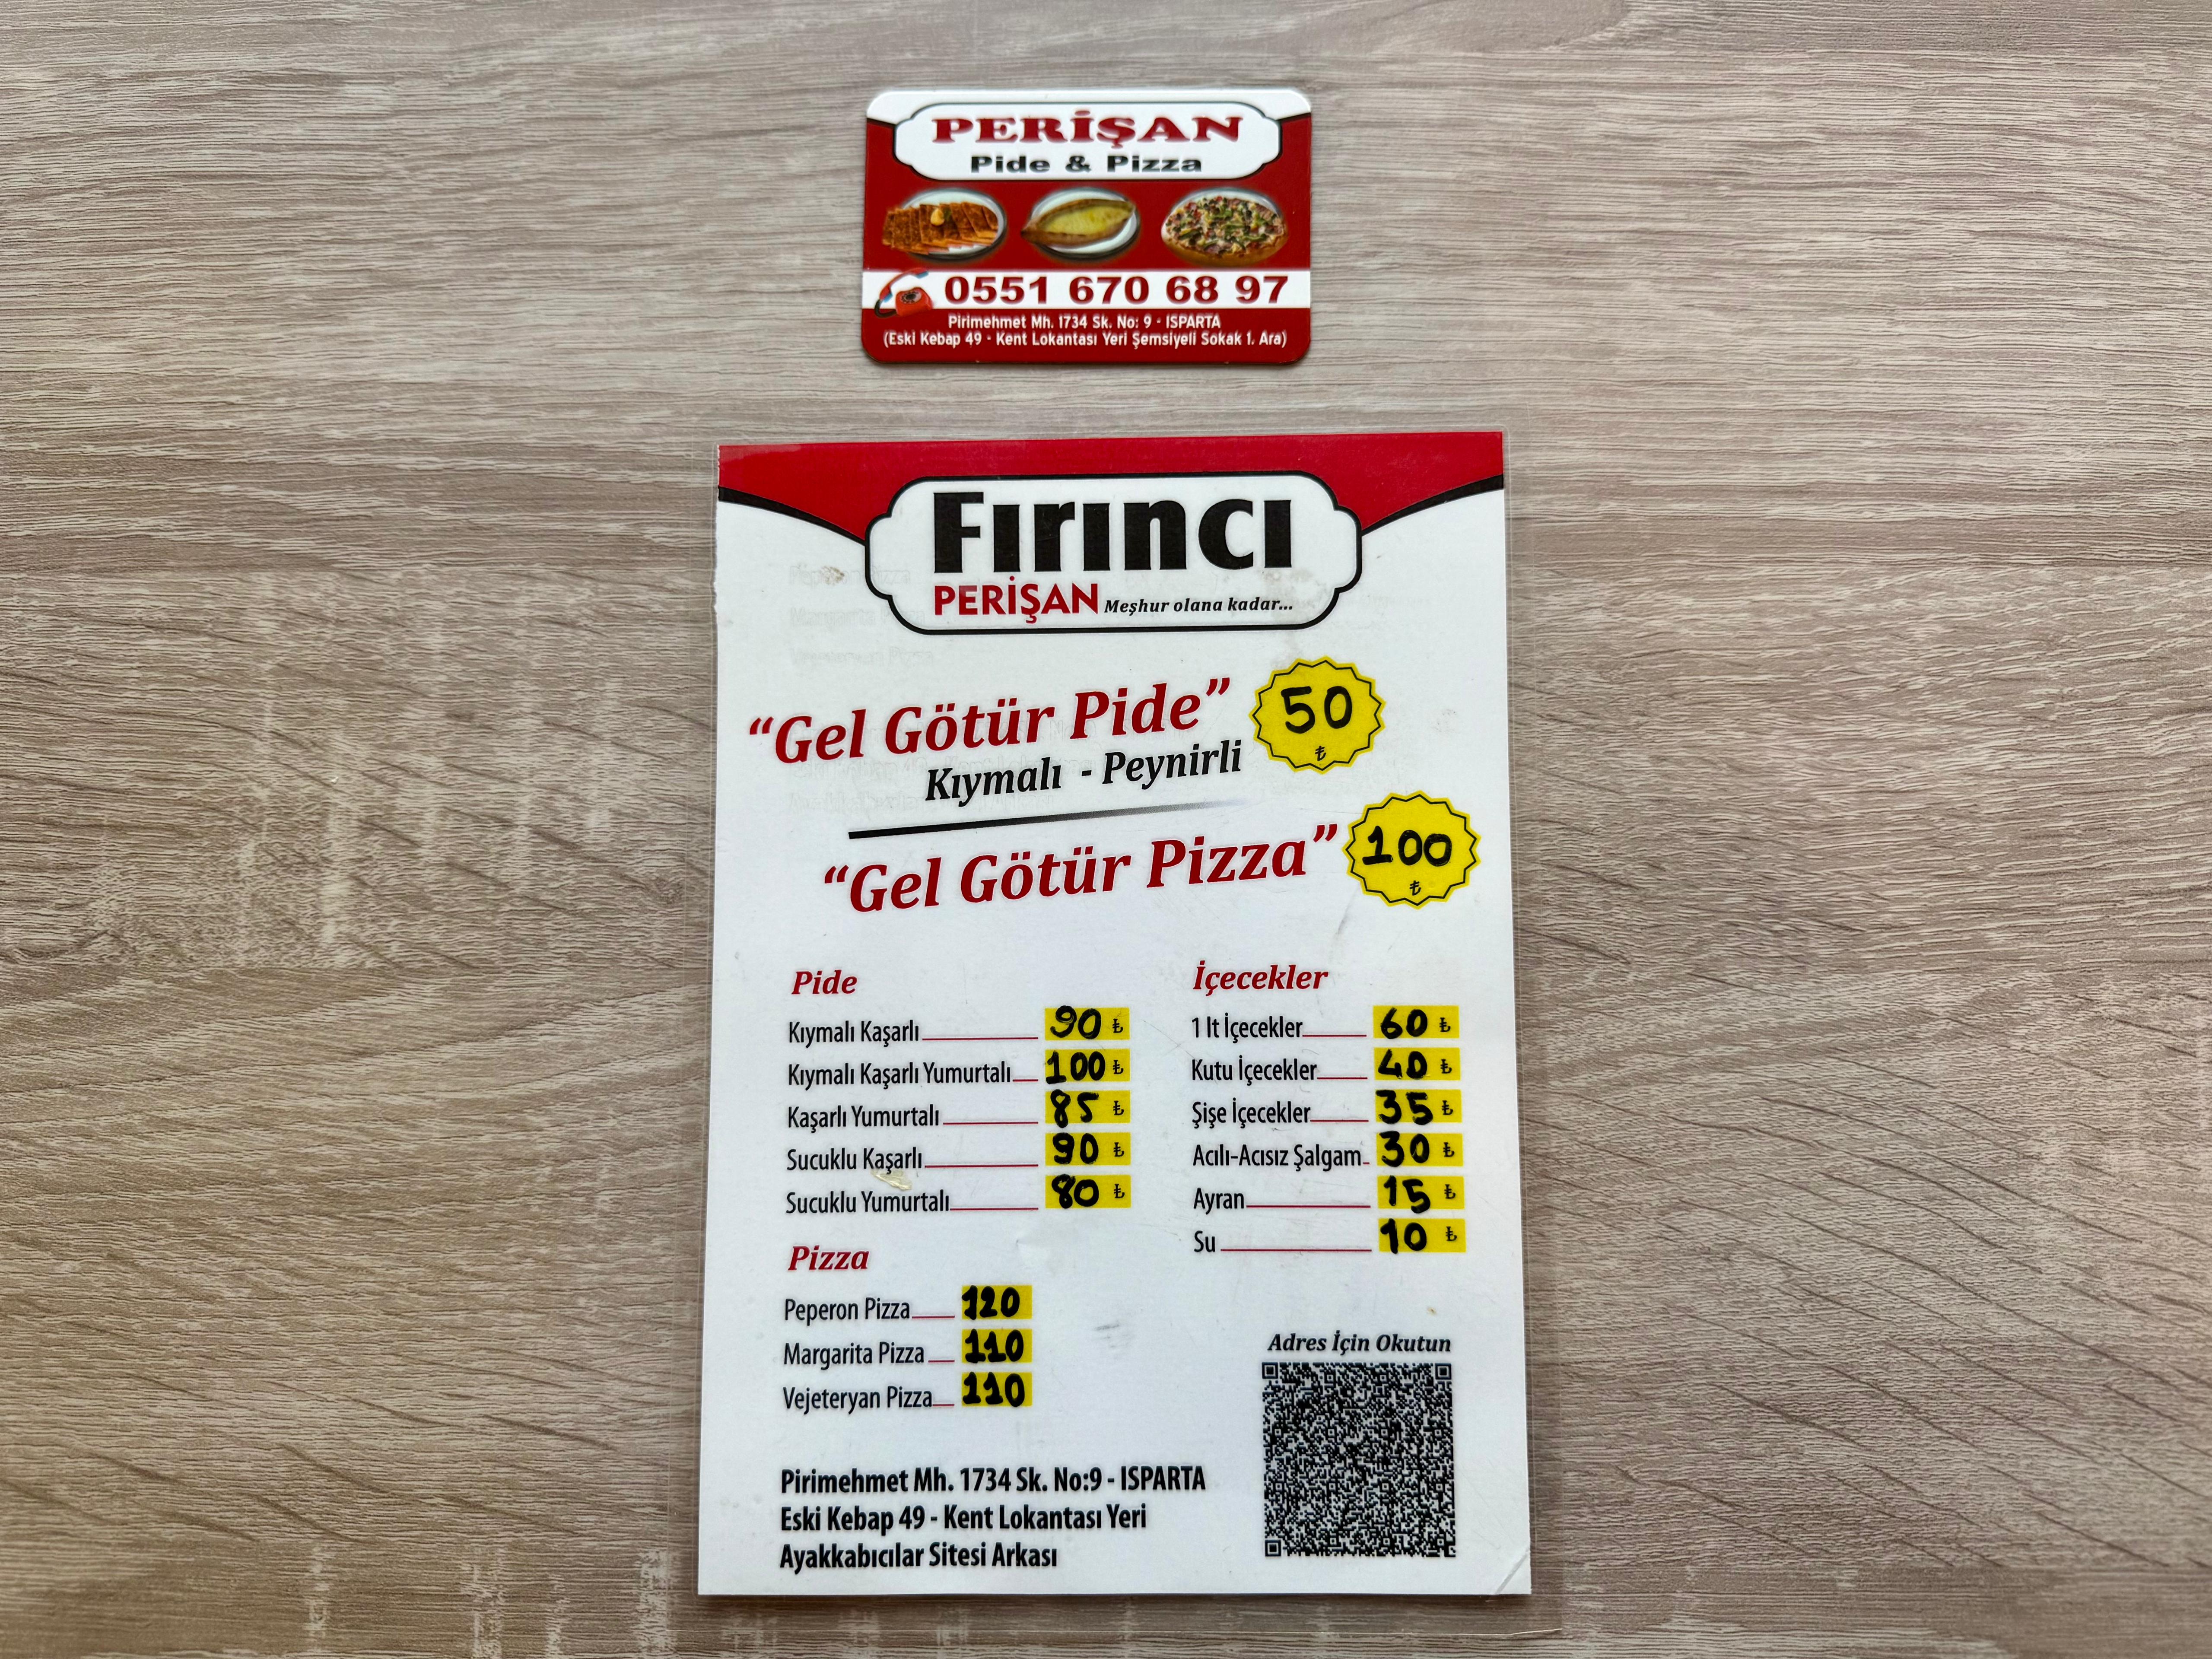 PERİŞAN
Pide & Pizza
0551 670 68 97
Pirimehmet Mh. 1734 Sk. No: 9 - ISPARTA
(Eski Kebap 49 - Kent Lokantası Yeri Şemsiyeli Sokak 1. Ara)
Fırıncı
PERİŞAN Meşhur olana kadar...
"Gel Götür Pide" 50 ₺
Kıymalı - Peynirli
"Gel Götür Pizza" 100 ₺
Pide
Kıymalı Kaşarlı 90 ₺
Kıymalı Kaşarlı Yumurtalı 100 ₺
Kaşarlı Yumurtalı 85 ₺
Sucuklu Kaşarlı 90 ₺
Sucuklu Yumurtalı 80 ₺
Pizza
Peperon Pizza 120
Margarita Pizza 110
Vejeteryan Pizza 110
İçecekler
1 lt İçecekler 60 ₺
Kutu İçecekler 40 ₺
Şişe İçecekler 35 ₺
Acılı-Acısız Şalgam 30 ₺
Ayran 15 ₺
Su 10 ₺
Adres İçin Okutun
Pirimehmet Mh. 1734 Sk. No:9 - ISPARTA
Eski Kebap 49 - Kent Lokantası Yeri
Ayakkabıcılar Sitesi Arkası